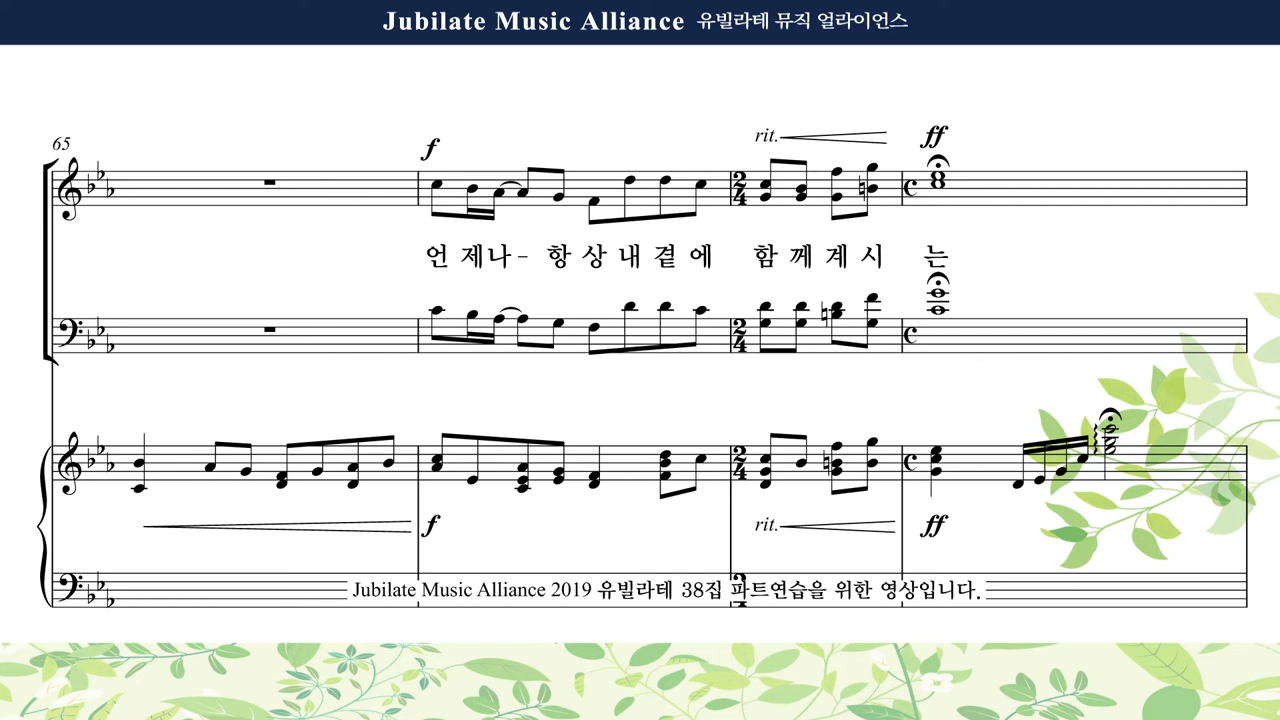 Jubilate Music Alliance 유빌라테 뮤직 얼라이언스
65
f
rit.
ff
언 제나 - 항 상 내 곁 에 함 께 계 시 는
f
rit.
ff
Jubilate Music Alliance 2019 유빌라테 38집 파트연습을 위한 영상입니다.